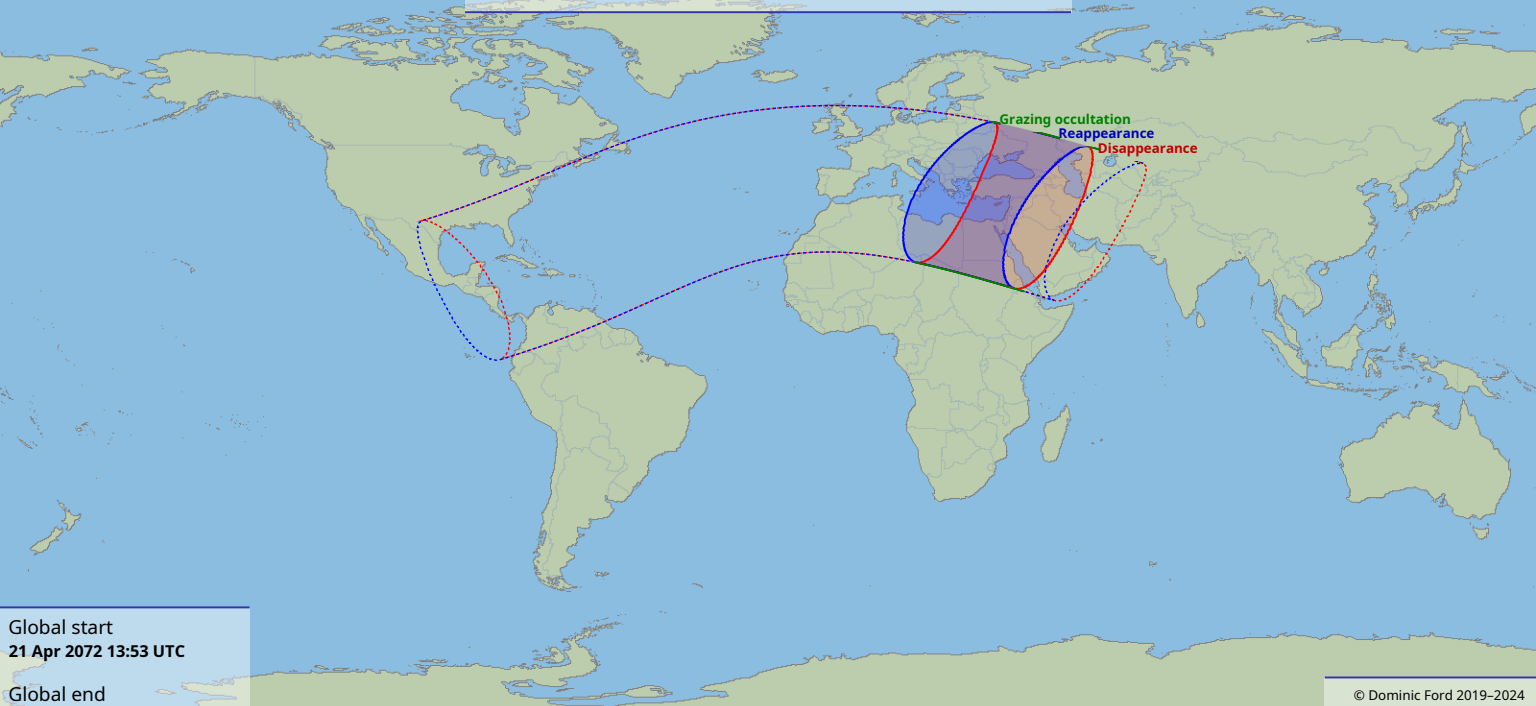 Grazing occultation
Reappearance
Disappearance
Global start
21 Apr 2072 13:53 UTC
Global end
© Dominic Ford 2019–2024